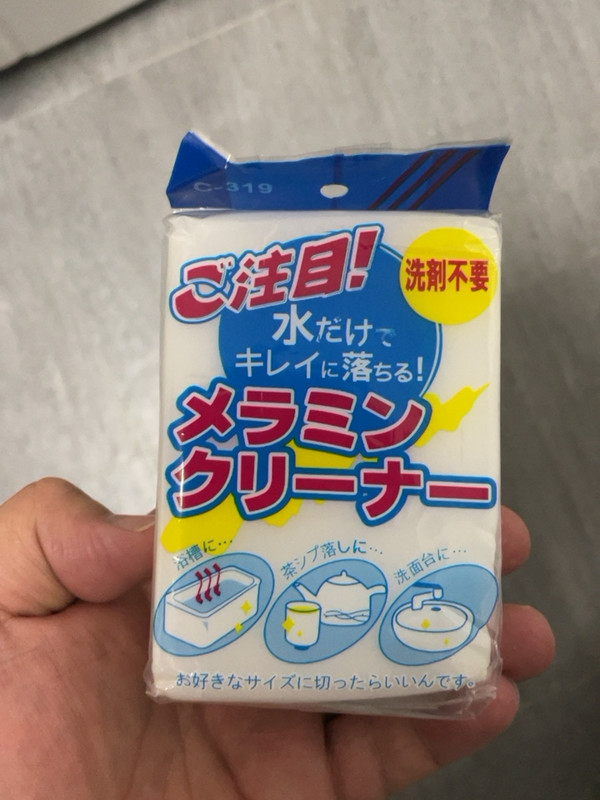 C-319
ご注目!
洗剤不要
水だけで
キレイに落ちる!
メラミン
クリーナー
浴槽に…
茶シブ落しに…
洗面台に…
お好きなサイズに切ったらいいんです。